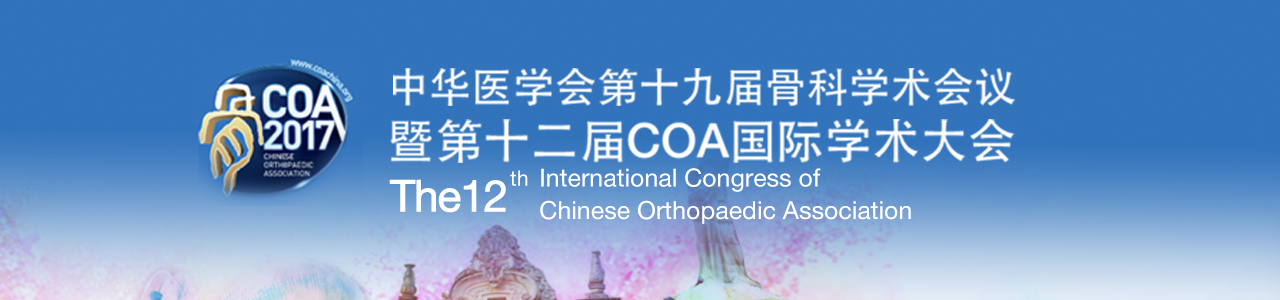 www.coachina.org
COA
2017
CHINESE
ORTHOPAEDIC
ASSOCIATION
中华医学会第十九届骨科学术会议
暨第十二届COA国际学术大会
The12th International Congress of
Chinese Orthopaedic Association